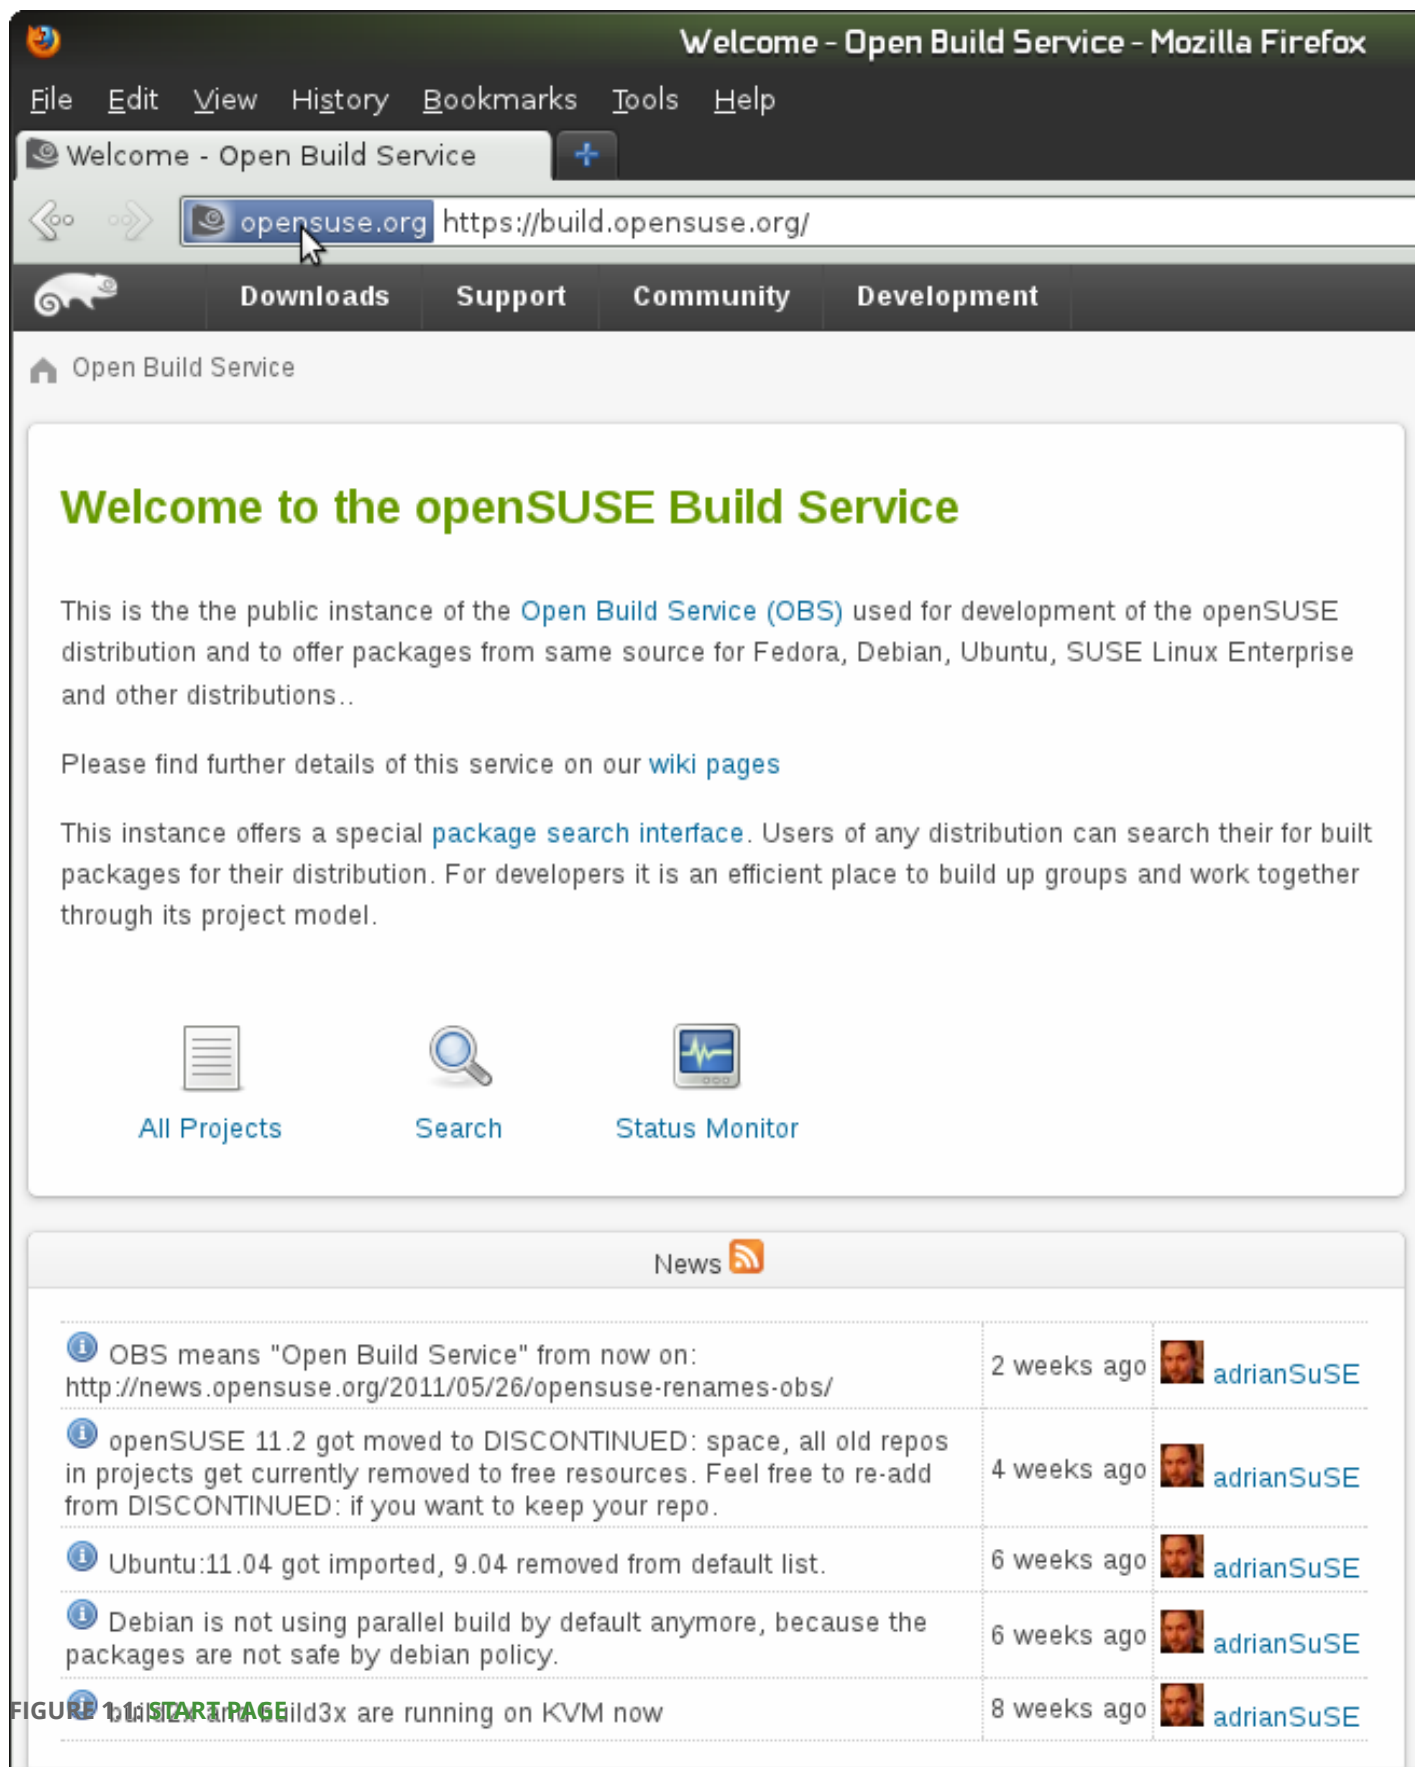 Welcome - Open Build Service - Mozilla Firefox
File Edit View History Bookmarks Tools Help
Welcome - Open Build Service
opensuse.org https://build.opensuse.org/
Downloads Support Community Development
Open Build Service
Welcome to the openSUSE Build Service
This is the the public instance of the Open Build Service (OBS) used for development of the openSUSE
distribution and to offer packages from same source for Fedora, Debian, Ubuntu, SUSE Linux Enterprise
and other distributions..
Please find further details of this service on our wiki pages
This instance offers a special package search interface. Users of any distribution can search their for built
packages for their distribution. For developers it is an efficient place to build up groups and work together
through its project model.
All Projects Search Status Monitor
News
OBS means "Open Build Service" from now on:
http://news.opensuse.org/2011/05/26/opensuse-renames-obs/
2 weeks ago adrianSuSE
openSUSE 11.2 got moved to DISCONTINUED: space, all old repos
in projects get currently removed to free resources. Feel free to re-add
from DISCONTINUED: if you want to keep your repo.
4 weeks ago adrianSuSE
Ubuntu:11.04 got imported, 9.04 removed from default list.
6 weeks ago adrianSuSE
Debian is not using parallel build by default anymore, because the
packages are not safe by debian policy.
6 weeks ago adrianSuSE
build2x and build3x are running on KVM now
8 weeks ago adrianSuSE
FIGURE 1.1: START PAGE